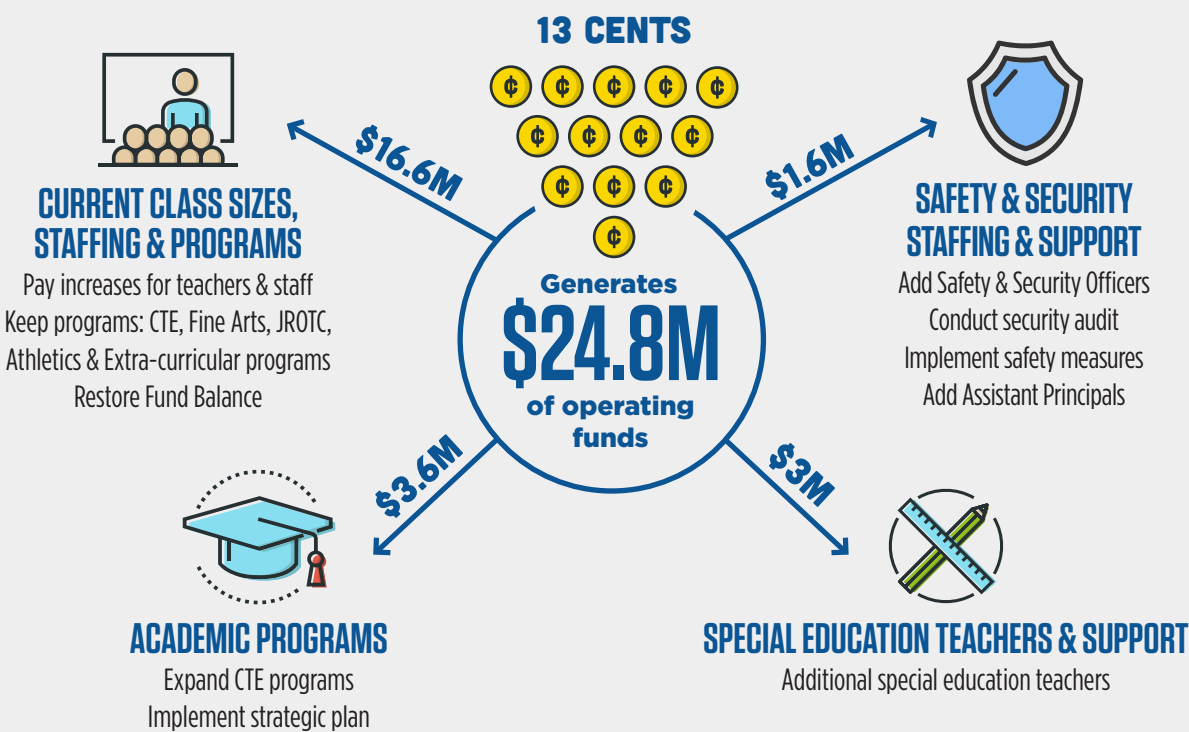 13 CENTS
¢ ¢ ¢ ¢ ¢
¢ ¢ ¢ ¢
¢ ¢ ¢
¢
Generates
$24.8M
of operating
funds
$16.6M
CURRENT CLASS SIZES,
STAFFING & PROGRAMS
Pay increases for teachers & staff
Keep programs: CTE, Fine Arts, JROTC,
Athletics & Extra-curricular programs
Restore Fund Balance
$1.6M
SAFETY & SECURITY
STAFFING & SUPPORT
Add Safety & Security Officers
Conduct security audit
Implement safety measures
Add Assistant Principals
$3.6M
ACADEMIC PROGRAMS
Expand CTE programs
Implement strategic plan
$3M
SPECIAL EDUCATION TEACHERS & SUPPORT
Additional special education teachers